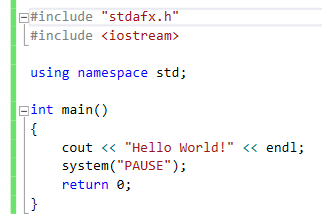 #include "stdafx.h"
#include <iostream>
using namespace std;
int main()
{
cout << "Hello World!" << endl;
system("PAUSE");
return 0;
}